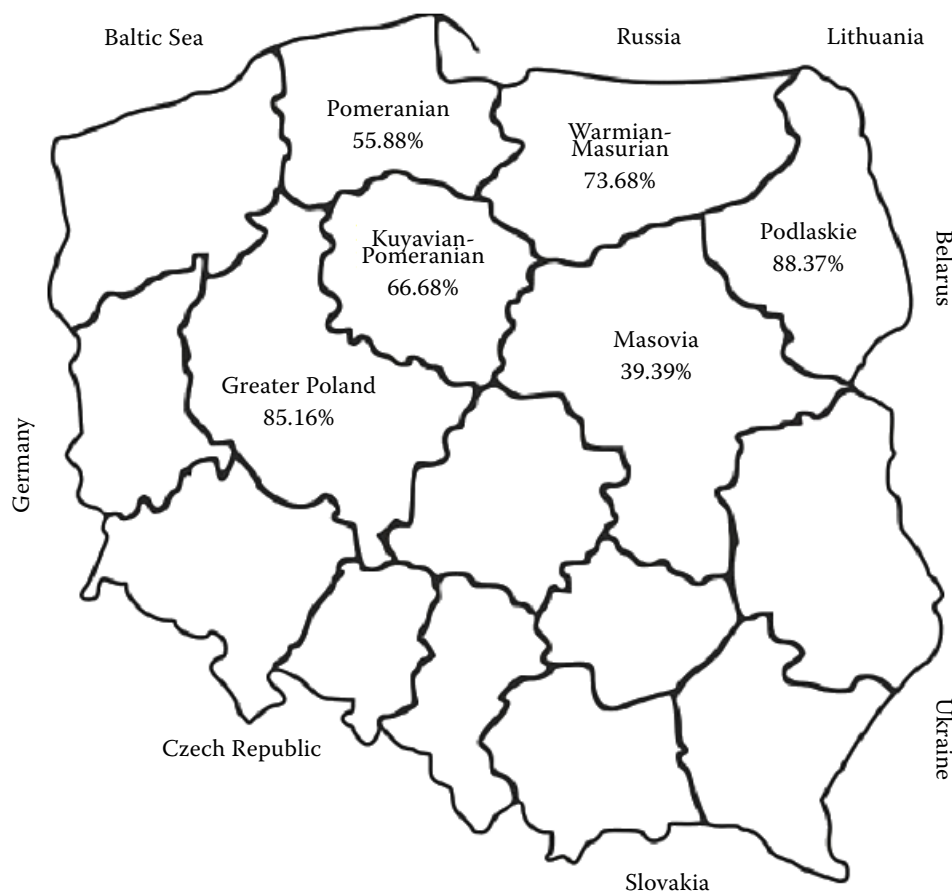 Baltic Sea
Russia
Lithuania
Pomeranian
55.88%
Warmian-
Masurian
73.68%
Podlaskie
88.37%
Kuyavian-
Pomeranian
66.68%
Belarus
Masovia
39.39%
Greater Poland
85.16%
Germany
Czech Republic
Ukraine
Slovakia